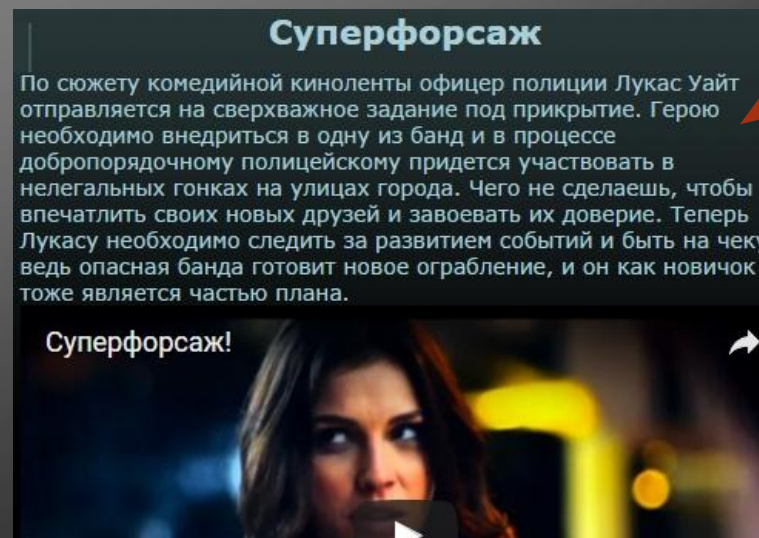 Суперфорсаж
По сюжету комедийной киноленты офицер полиции Лукас Уайт
отправляется на сверхважное задание под прикрытие. Герою
необходимо внедриться в одну из банд и в процессе
добропорядочному полицейскому придется участвовать в
нелегальных гонках на улицах города. Чего не сделаешь, чтобы
впечатлить своих новых друзей и завоевать их доверие. Теперь
Лукасу необходимо следить за развитием событий и быть на чеку
ведь опасная банда готовит новое ограбление, и он как новичок
тоже является частью плана.
Суперфорсаж!